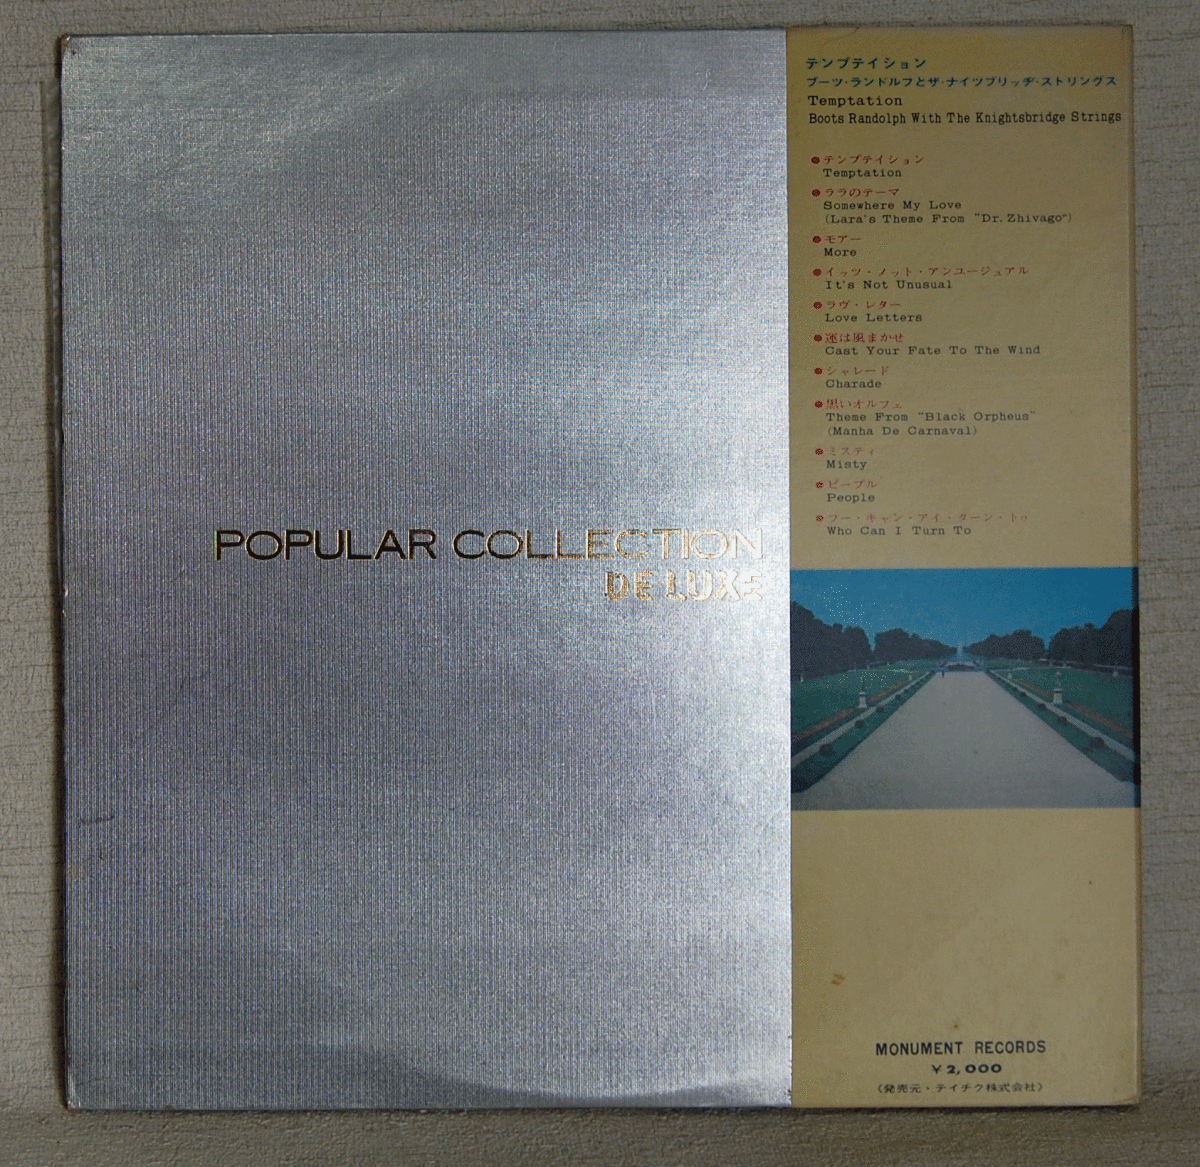 POPULAR COLLECTION
DE LUXE
テンプテイション
ブーツ・ランドルフとザ・ナイツブリッヂ・ストリングス
Temptation
Boots Randolph With The Knightsbridge Strings
●テンプテイション
Temptation
●ララのテーマ
Somewhere My Love
(Lara's Theme From "Dr. Zhivago")
●モアー
More
●イッツ・ノット・アンユージュアル
It's Not Unusual
●ラヴ・レター
Love Letters
●運は風まかせ
Cast Your Fate To The Wind
●シャレード
Charade
●黒いオルフェ
Theme From "Black Orpheus"
(Manha De Carnaval)
●ミスティ
Misty
●ピープル
People
●フー・キャン・アイ・ターン・トゥ
Who Can I Turn To
MONUMENT RECORDS
¥2,000
〈発売元・テイチク株式会社〉